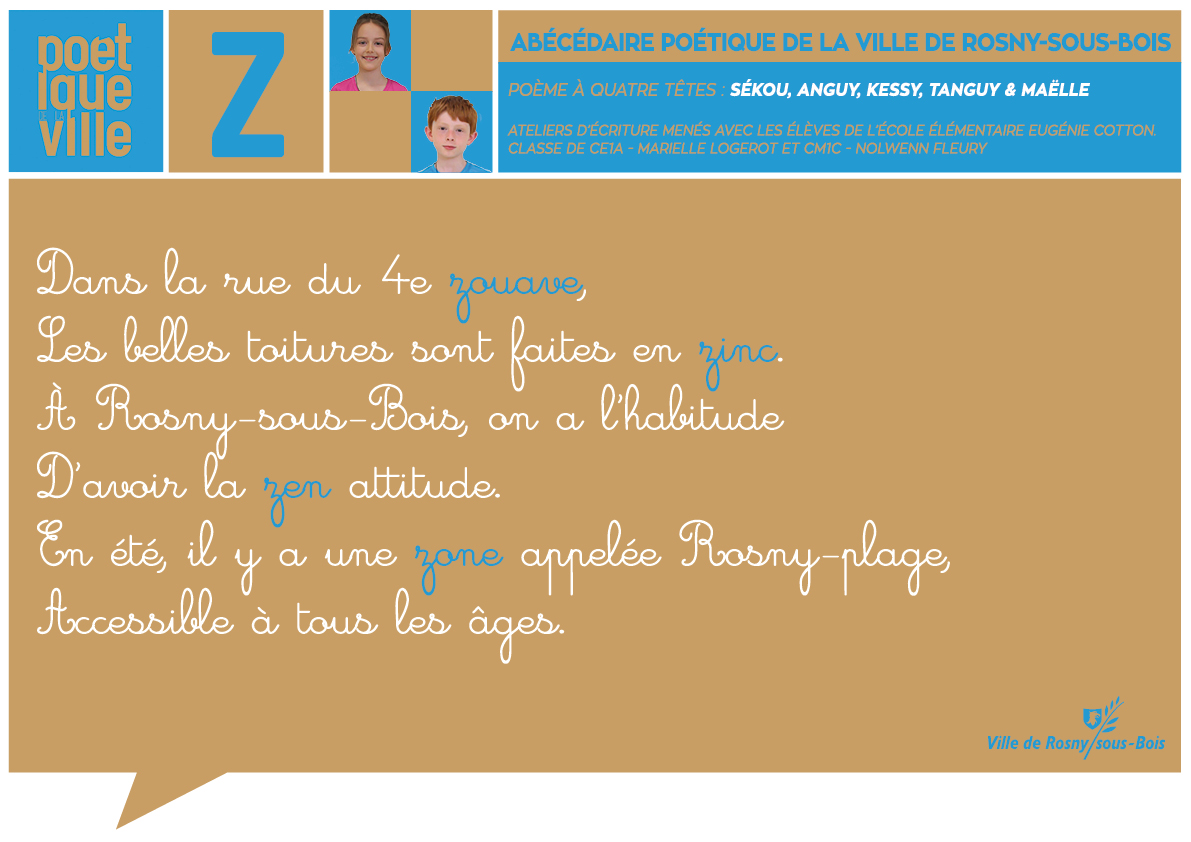 poet
ique
DE LA
ville
Z
ABÉCÉDAIRE POÉTIQUE DE LA VILLE DE ROSNY-SOUS-BOIS
POÈME À QUATRE TÊTES : SÉKOU, ANGUY, KESSY, TANGUY & MAËLLE
ATELIERS D'ÉCRITURE MENÉS AVEC LES ÉLÈVES DE L'ÉCOLE ÉLÉMENTAIRE EUGÉNIE COTTON.
CLASSE DE CE1A - MARIELLE LOGEROT ET CM1C - NOLWENN FLEURY
Dans la rue du 4e zouave,
Les belles toitures sont faites en zinc.
À Rosny-sous-Bois, on a l'habitude
D'avoir la zen attitude.
En été, il y a une zone appelée Rosny-plage,
Accessible à tous les âges.
Ville de Rosny/sous-Bois